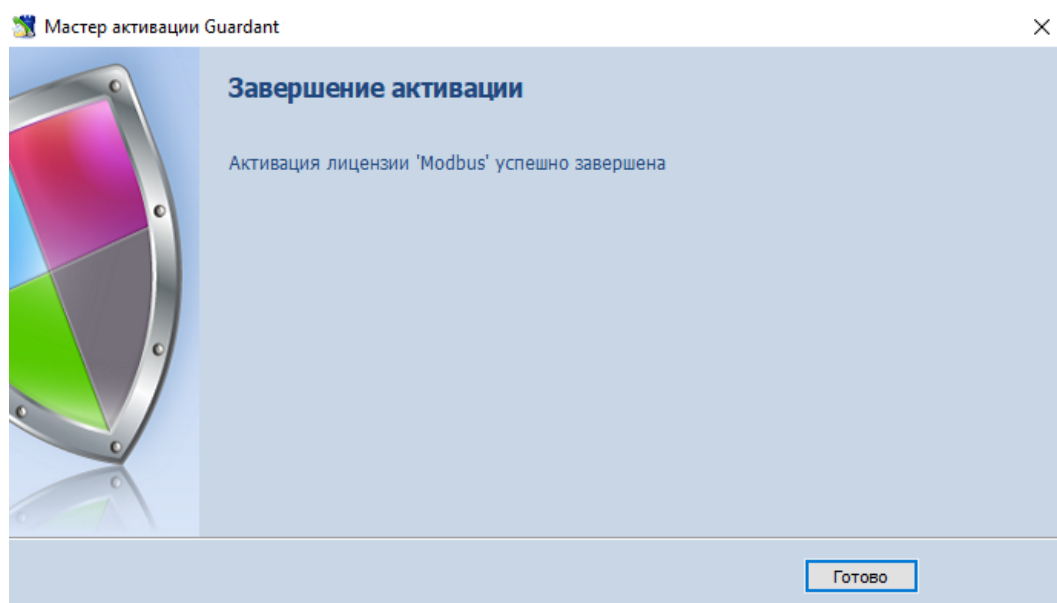 Мастер активации Guardant
Завершение активации
Активация лицензии 'Modbus' успешно завершена
Готово